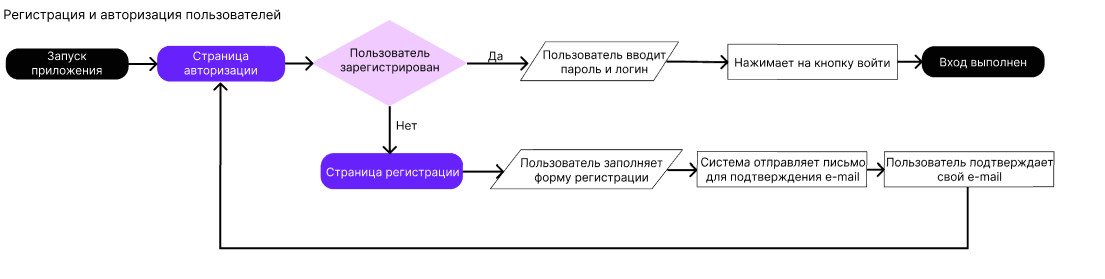 Регистрация и авторизация пользователей
Запуск
приложения
Страница
авторизации
Пользователь
зарегистрирован
Да
Пользователь вводит
пароль и логин
Нажимает на кнопку войти
Вход выполнен
Нет
Страница регистрации
Пользователь заполняет
форму регистрации
Система отправляет письмо
для подтверждения e-mail
Пользователь подтверждает
свой e-mail